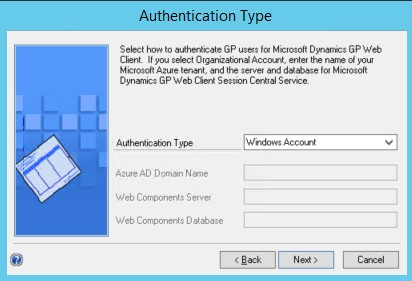 Authentication Type
Select how to authenticate GP users for Microsoft Dynamics GP Web
Client. If you select Organizational Account, enter the name of your
Microsoft Azure tenant, and the server and database for Microsoft
Dynamics GP Web Client Session Central Service.
Authentication Type
Windows Account
Azure AD Domain Name
Web Components Server
Web Components Database
?
< Back
Next >
Cancel